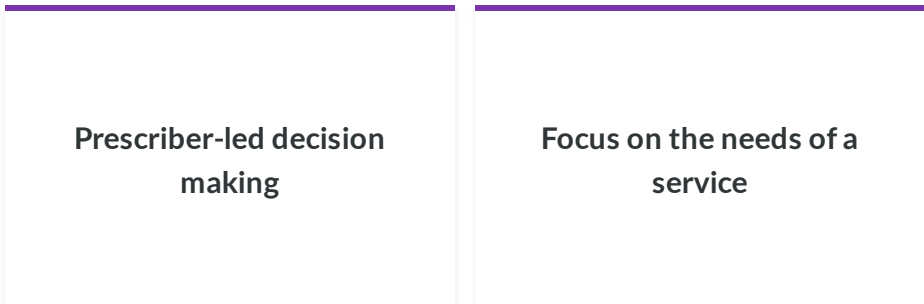 Prescriber-led decision
making
Focus on the needs of a
service